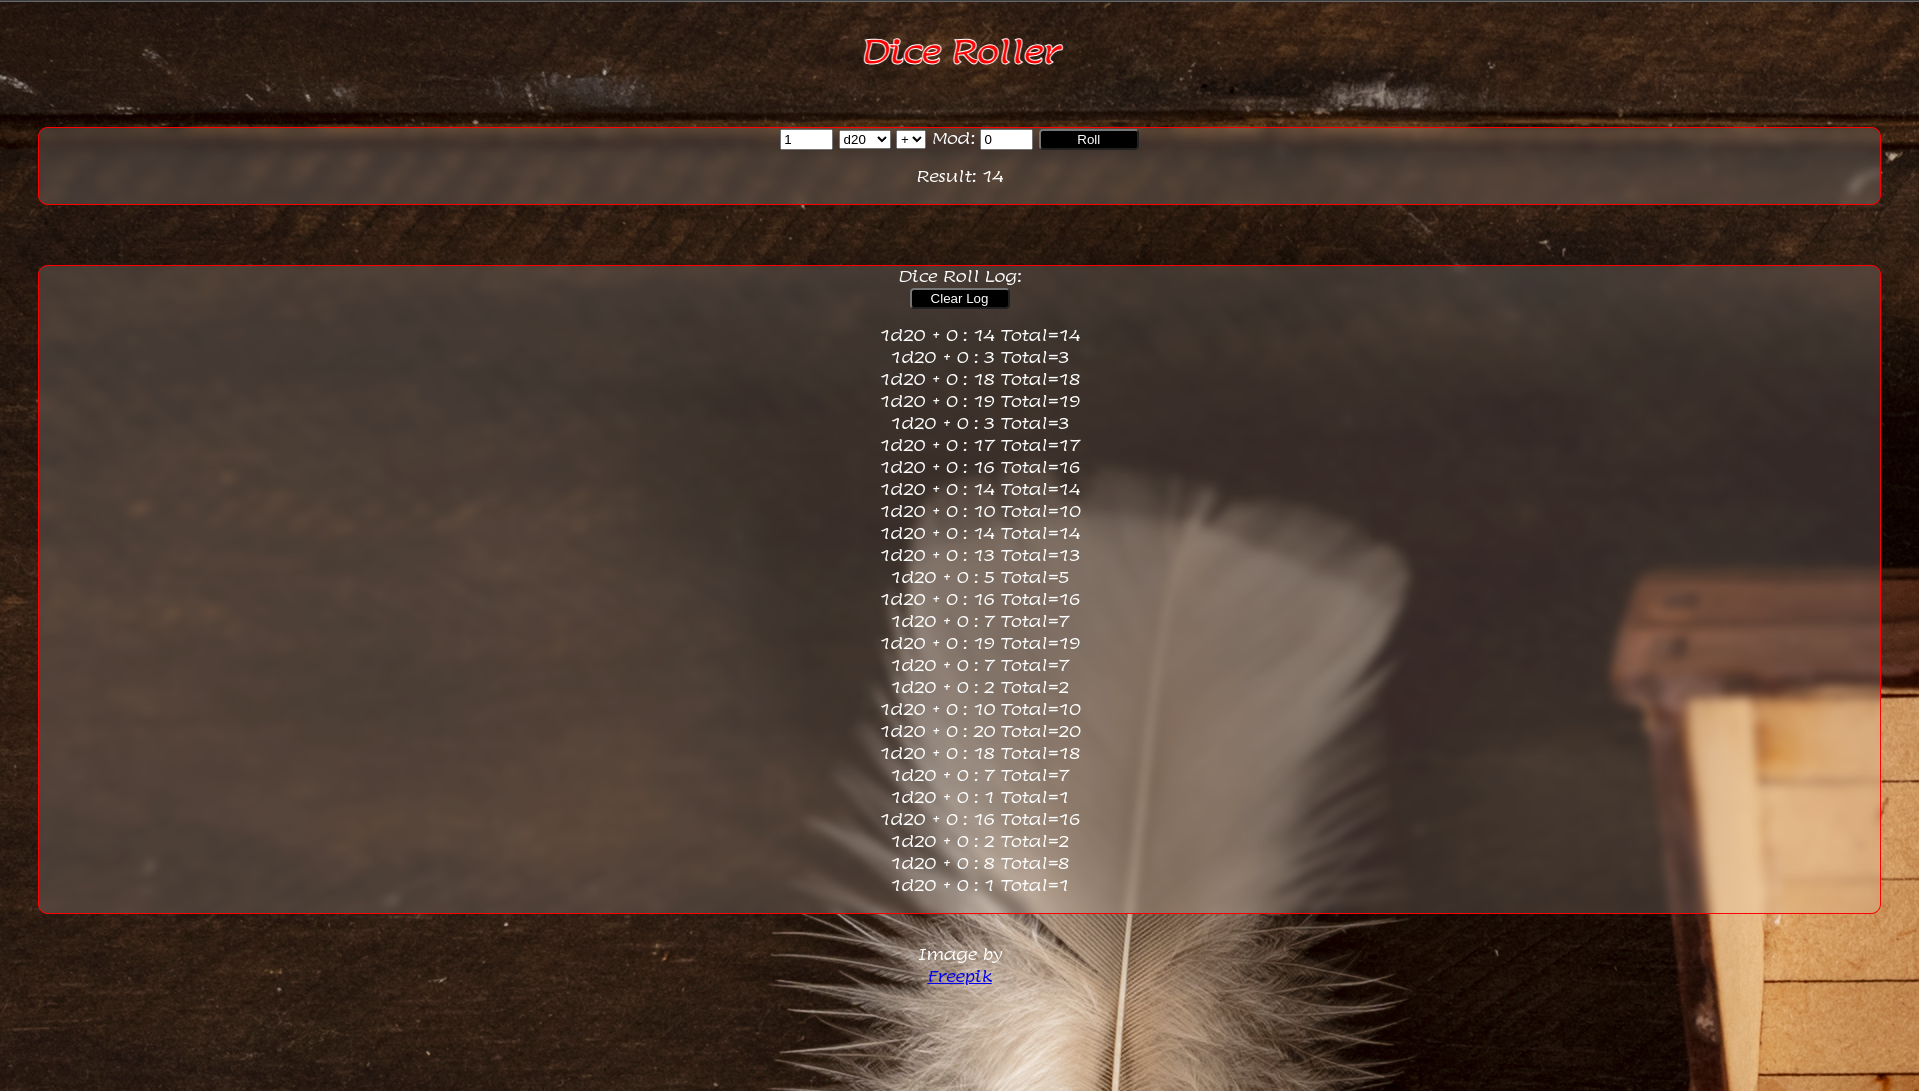 Dice Roller
1 d20 + Mod: 0 Roll
Result: 14
Dice Roll Log:
Clear Log
1d20 + 0 : 14 Total=14
1d20 + 0 : 3 Total=3
1d20 + 0 : 18 Total=18
1d20 + 0 : 19 Total=19
1d20 + 0 : 3 Total=3
1d20 + 0 : 17 Total=17
1d20 + 0 : 16 Total=16
1d20 + 0 : 14 Total=14
1d20 + 0 : 10 Total=10
1d20 + 0 : 14 Total=14
1d20 + 0 : 13 Total=13
1d20 + 0 : 5 Total=5
1d20 + 0 : 16 Total=16
1d20 + 0 : 7 Total=7
1d20 + 0 : 19 Total=19
1d20 + 0 : 7 Total=7
1d20 + 0 : 2 Total=2
1d20 + 0 : 10 Total=10
1d20 + 0 : 20 Total=20
1d20 + 0 : 18 Total=18
1d20 + 0 : 7 Total=7
1d20 + 0 : 1 Total=1
1d20 + 0 : 16 Total=16
1d20 + 0 : 2 Total=2
1d20 + 0 : 8 Total=8
1d20 + 0 : 1 Total=1
Image by
Freepik